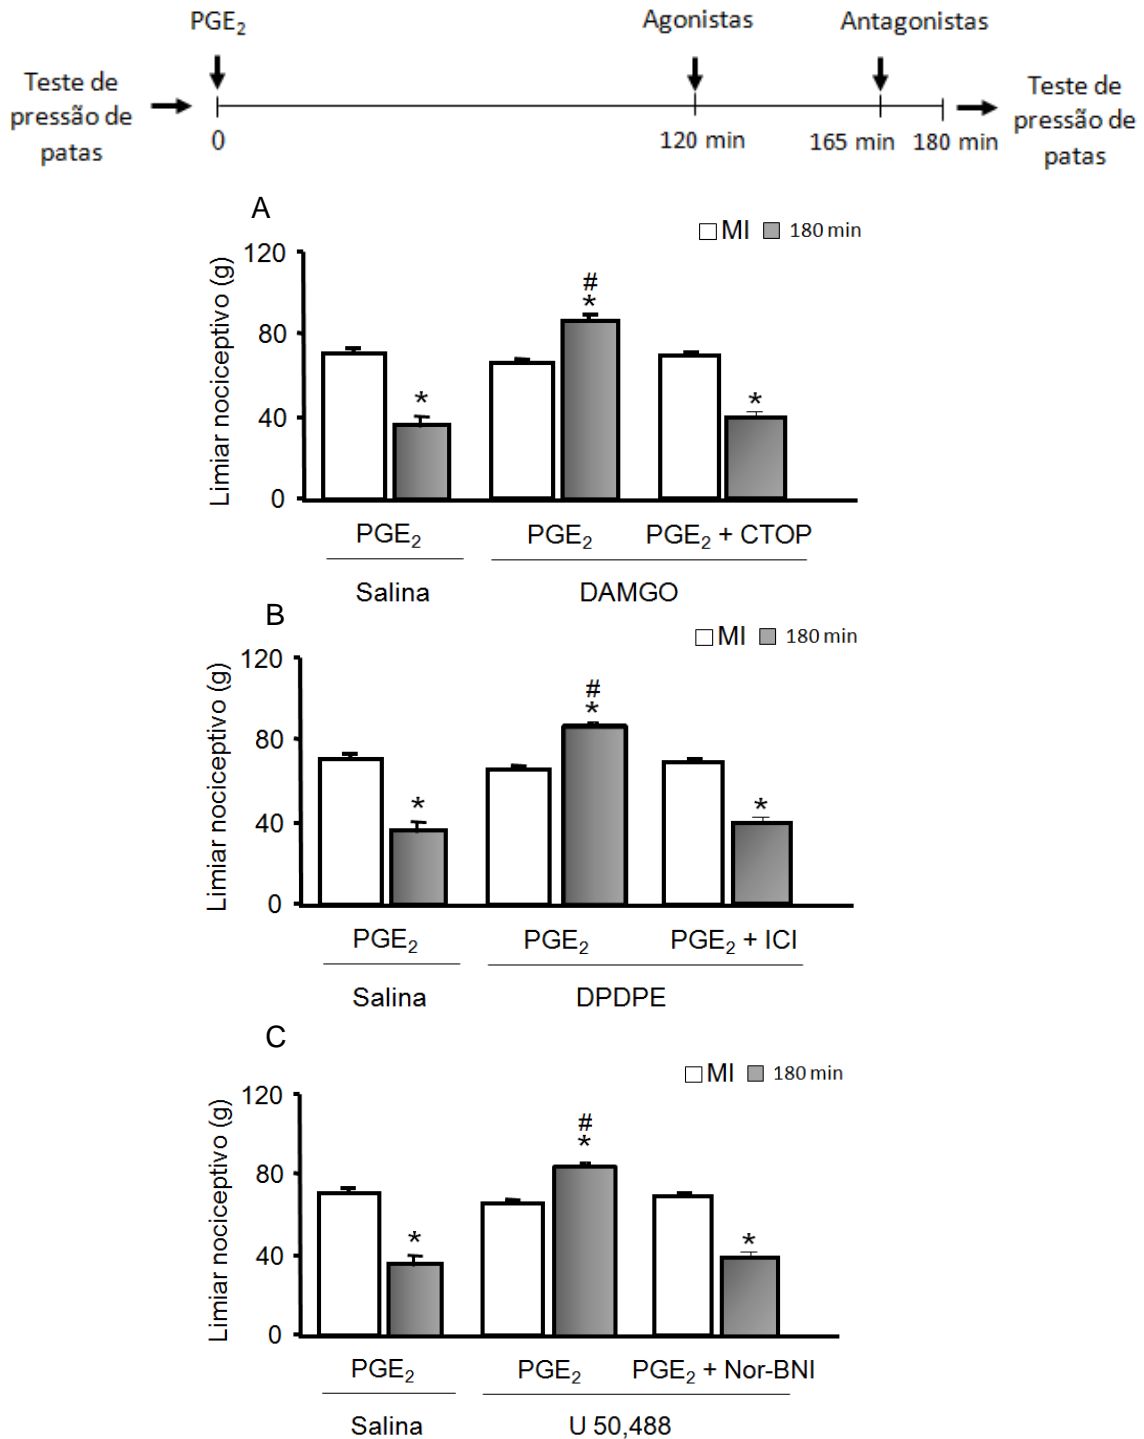 PGE2
Agonistas
Antagonistas
Teste de
pressão de
patas
0
120 min
165 min
180 min
Teste de
pressão de
patas
A
MI
180 min
Limiar nociceptivo (g)
120
80
40
0
*
#
*
*
PGE2
PGE2
PGE2 + CTOP
Salina
DAMGO
B
MI
180 min
Limiar nociceptivo (g)
120
80
40
0
*
#
*
*
PGE2
PGE2
PGE2 + ICI
Salina
DPDPE
C
MI
180 min
Limiar nociceptivo (g)
120
80
40
0
*
#
*
*
PGE2
PGE2
PGE2 + Nor-BNI
Salina
U 50,488